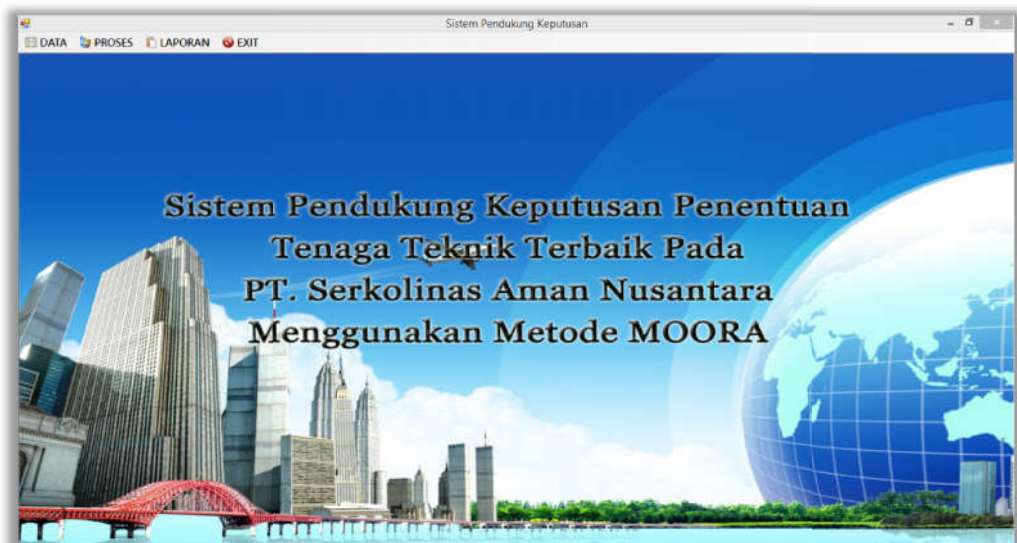 Sistem Pendukung Keputusan
DATA PROSES LAPORAN EXIT
Sistem Pendukung Keputusan Penentuan
Tenaga Teknik Terbaik Pada
PT. Serkolinas Aman Nusantara
Menggunakan Metode MOORA